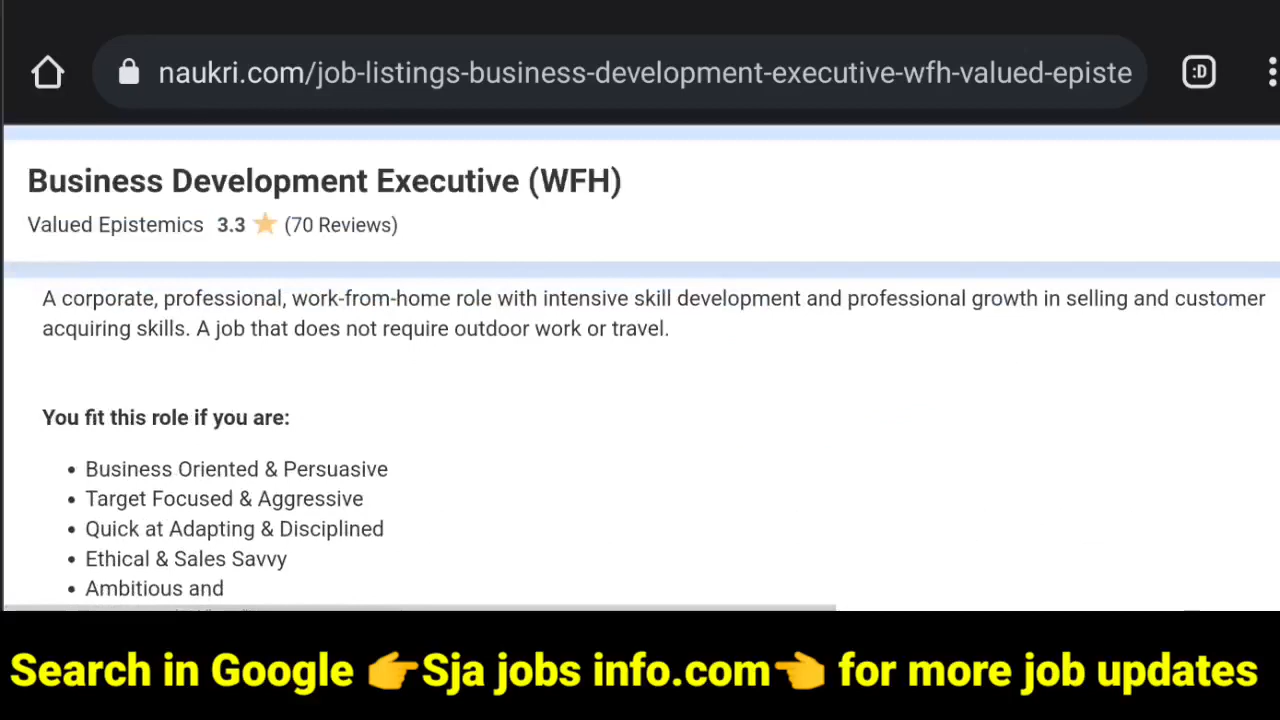 naukri.com/job-listings-business-development-executive-wfh-valued-episte
:D
Business Development Executive (WFH)
Valued Epistemics 3.3 ⭐ (70 Reviews)
A corporate, professional, work-from-home role with intensive skill development and professional growth in selling and customer
acquiring skills. A job that does not require outdoor work or travel.
You fit this role if you are:
• Business Oriented & Persuasive
• Target Focused & Aggressive
• Quick at Adapting & Disciplined
• Ethical & Sales Savvy
• Ambitious and
Search in Google 👉Sja jobs info.com👈 for more job updates